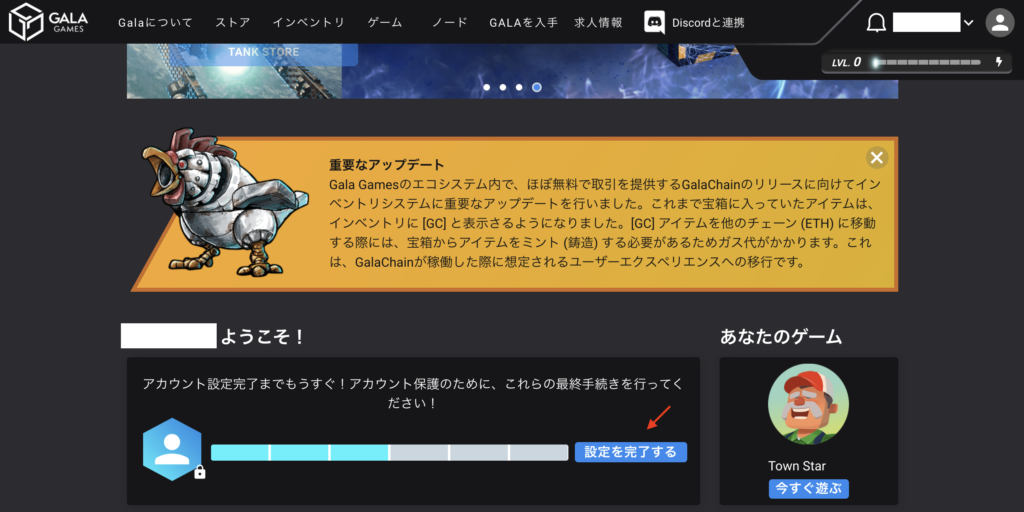 GALA
GAMES
Galaについて
ストア
インベントリ
ゲーム
ノード
GALAを入手
求人情報
Discordと連携
LVL. 0
TANK STORE
重要なアップデート
Gala Gamesのエコシステム内で、ほぼ無料で取引を提供するGalaChainのリリースに向けてイン
ベントリシステムに重要なアップデートを行いました。これまで宝箱に入っていたアイテムは、
インベントリに [GC] と表示さるようになりました。[GC] アイテムを他のチェーン (ETH) に移動
する際には、宝箱からアイテムをミント (鋳造) する必要があるためガス代がかかります。これ
は、GalaChainが稼働した際に想定されるユーザーエクスペリエンスへの移行です。
ようこそ！
あなたのゲーム
アカウント設定完了までもうすぐ！アカウント保護のために、これらの最終手続きを行ってく
ださい！
設定を完了する
Town Star
今すぐ遊ぶ